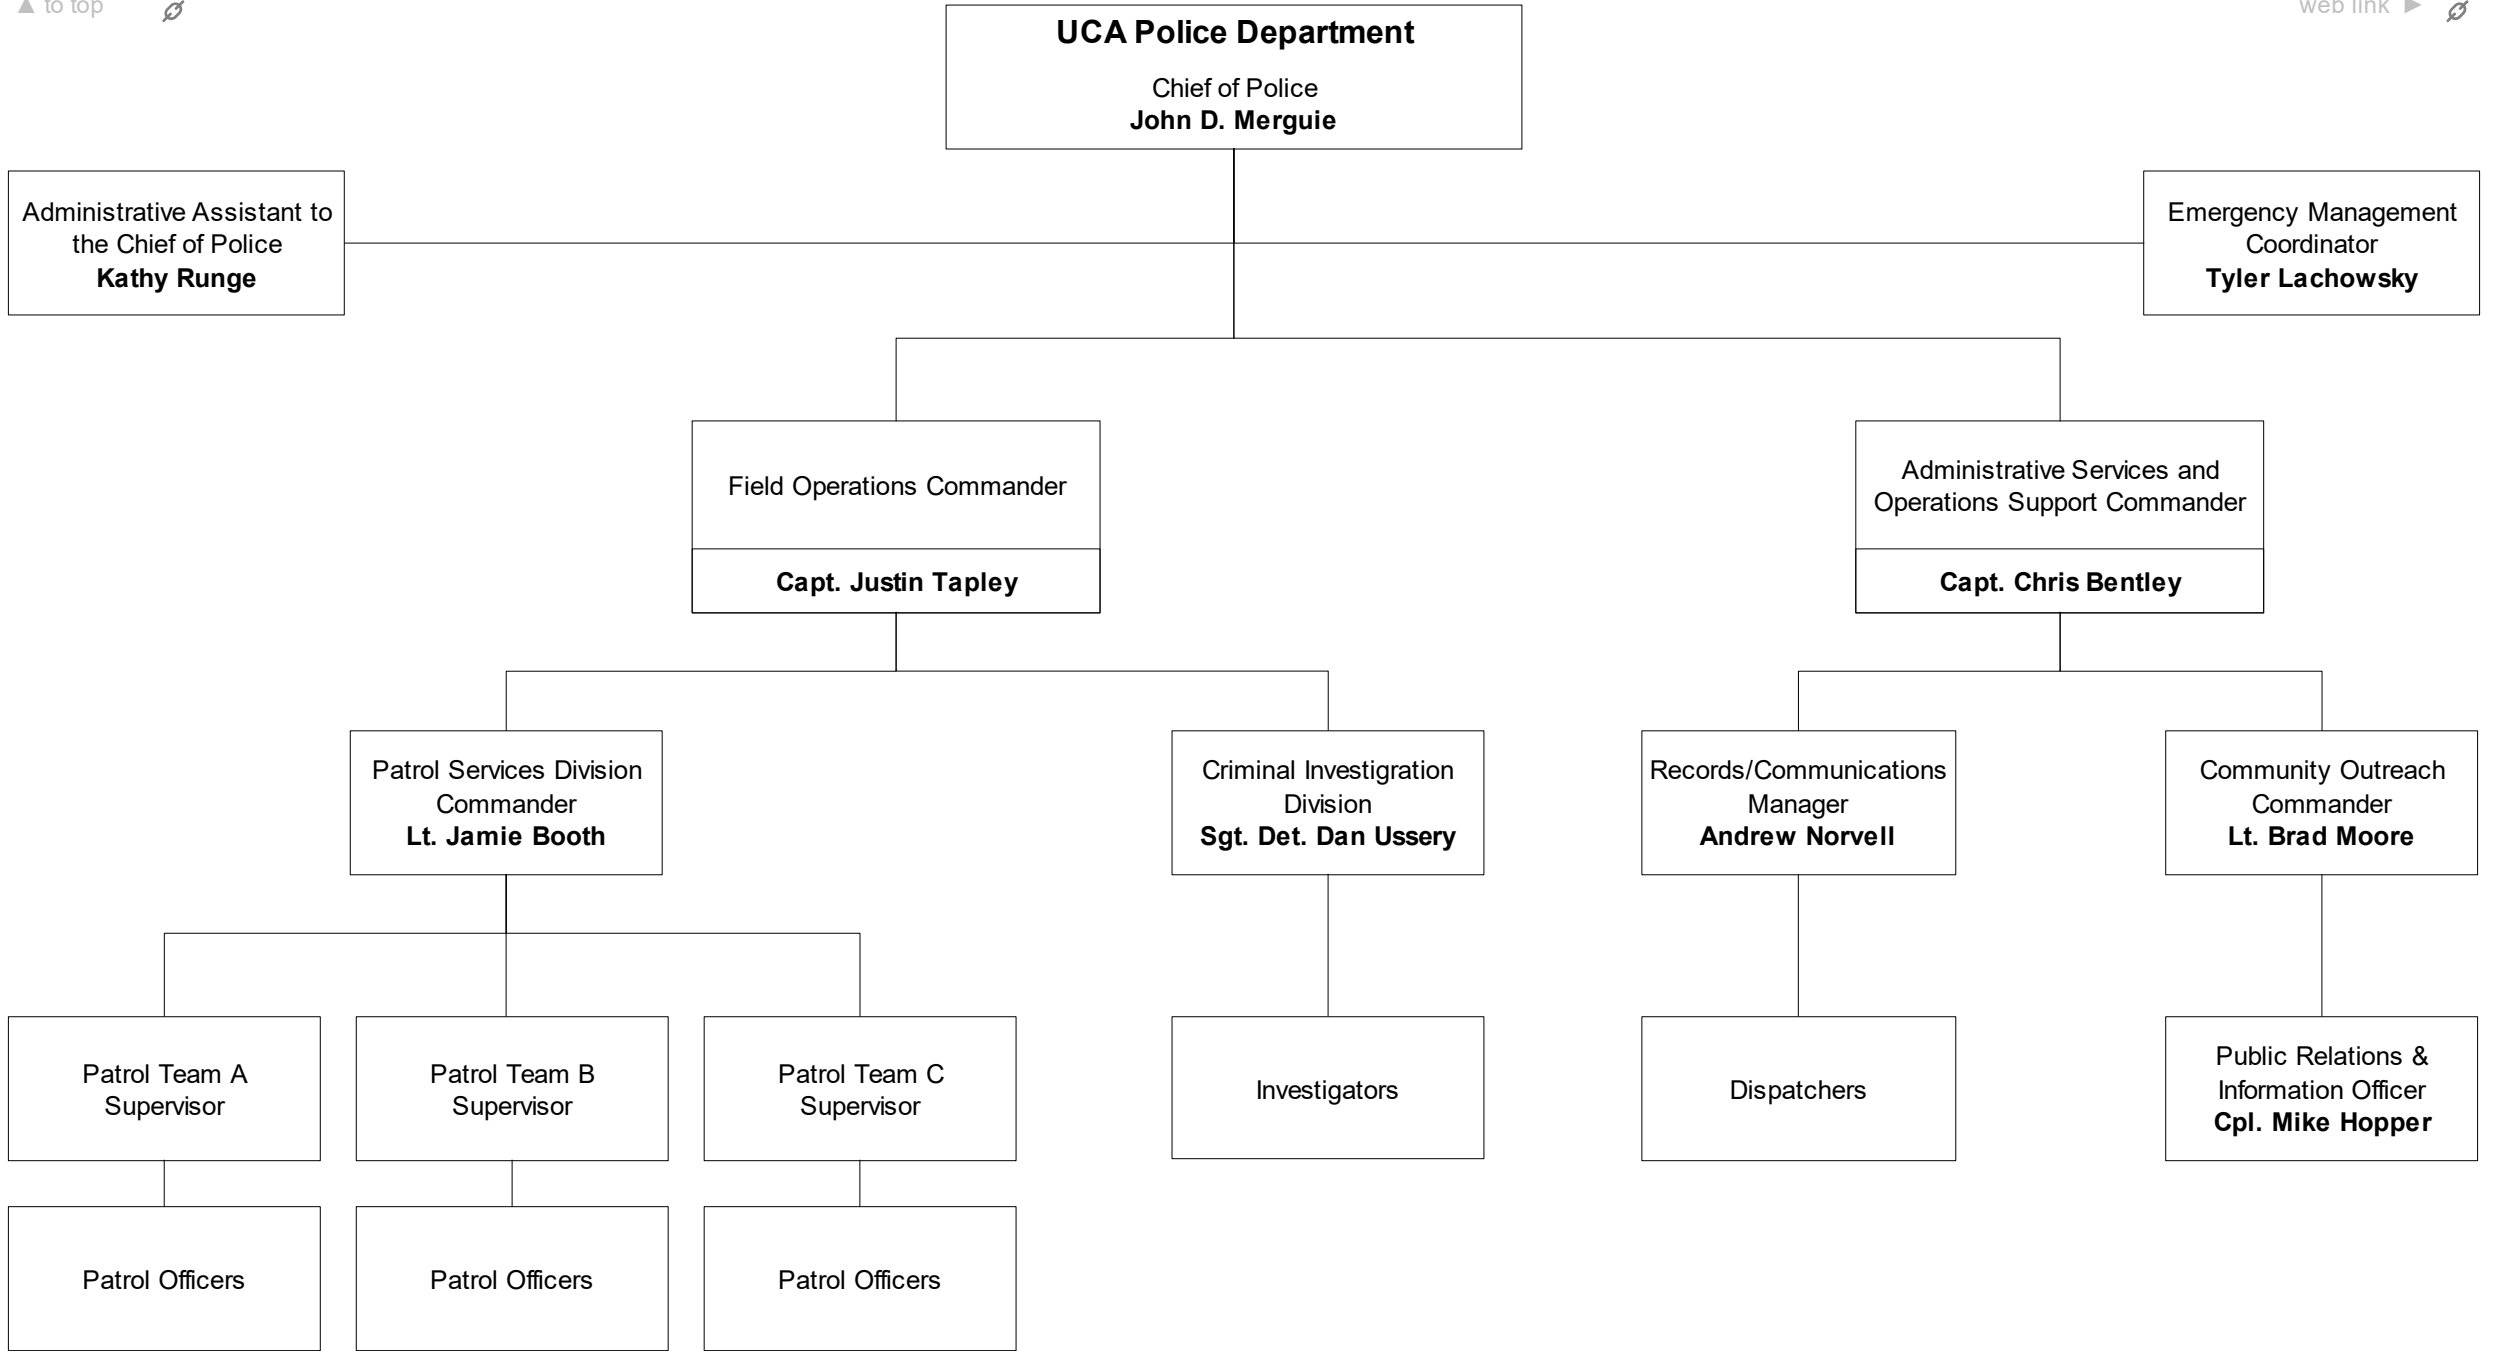 ▲ to top
web link ►
UCA Police Department
Chief of Police
John D. Merguie
Administrative Assistant to
the Chief of Police
Kathy Runge
Emergency Management
Coordinator
Tyler Lachowsky
Field Operations Commander
Capt. Justin Tapley
Administrative Services and
Operations Support Commander
Capt. Chris Bentley
Patrol Services Division
Commander
Lt. Jamie Booth
Criminal Investigration
Division
Sgt. Det. Dan Ussery
Records/Communications
Manager
Andrew Norvell
Community Outreach
Commander
Lt. Brad Moore
Patrol Team A
Supervisor
Patrol Team B
Supervisor
Patrol Team C
Supervisor
Investigators
Dispatchers
Public Relations &
Information Officer
Cpl. Mike Hopper
Patrol Officers
Patrol Officers
Patrol Officers